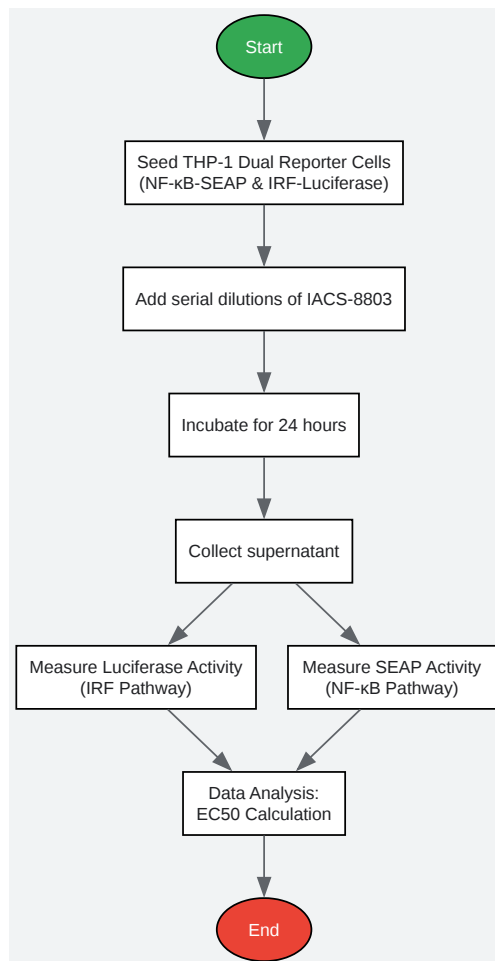 Start
Seed THP-1 Dual Reporter Cells
(NF-κB-SEAP & IRF-Luciferase)
Add serial dilutions of IACS-8803
Incubate for 24 hours
Collect supernatant
Measure Luciferase Activity
(IRF Pathway)
Measure SEAP Activity
(NF-κB Pathway)
Data Analysis:
EC50 Calculation
End